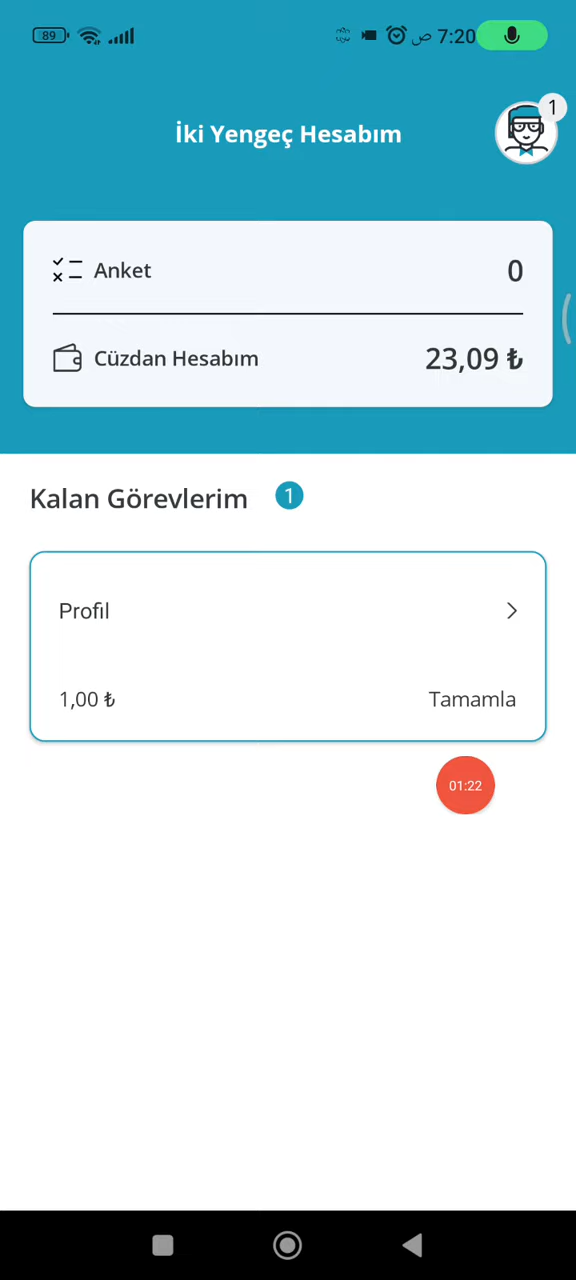 89
7:20 ص
İki Yengeç Hesabım
1
Anket
0
Cüzdan Hesabım
23,09 ₺
Kalan Görevlerim
1
Profil
1,00 ₺
Tamamla
01:22